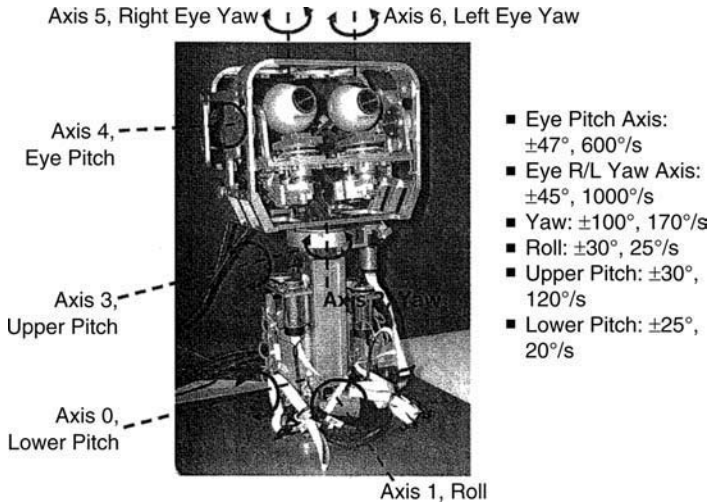 Axis 5, Right Eye Yaw
Axis 6, Left Eye Yaw
Axis 4,
Eye Pitch
Axis 3,
Upper Pitch
Axis 2, Yaw
Axis 0,
Lower Pitch
Axis 1, Roll
■ Eye Pitch Axis:
±47°, 600°/s
■ Eye R/L Yaw Axis:
±45°, 1000°/s
■ Yaw: ±100°, 170°/s
■ Roll: ±30°, 25°/s
■ Upper Pitch: ±30°,
120°/s
■ Lower Pitch: ±25°,
20°/s